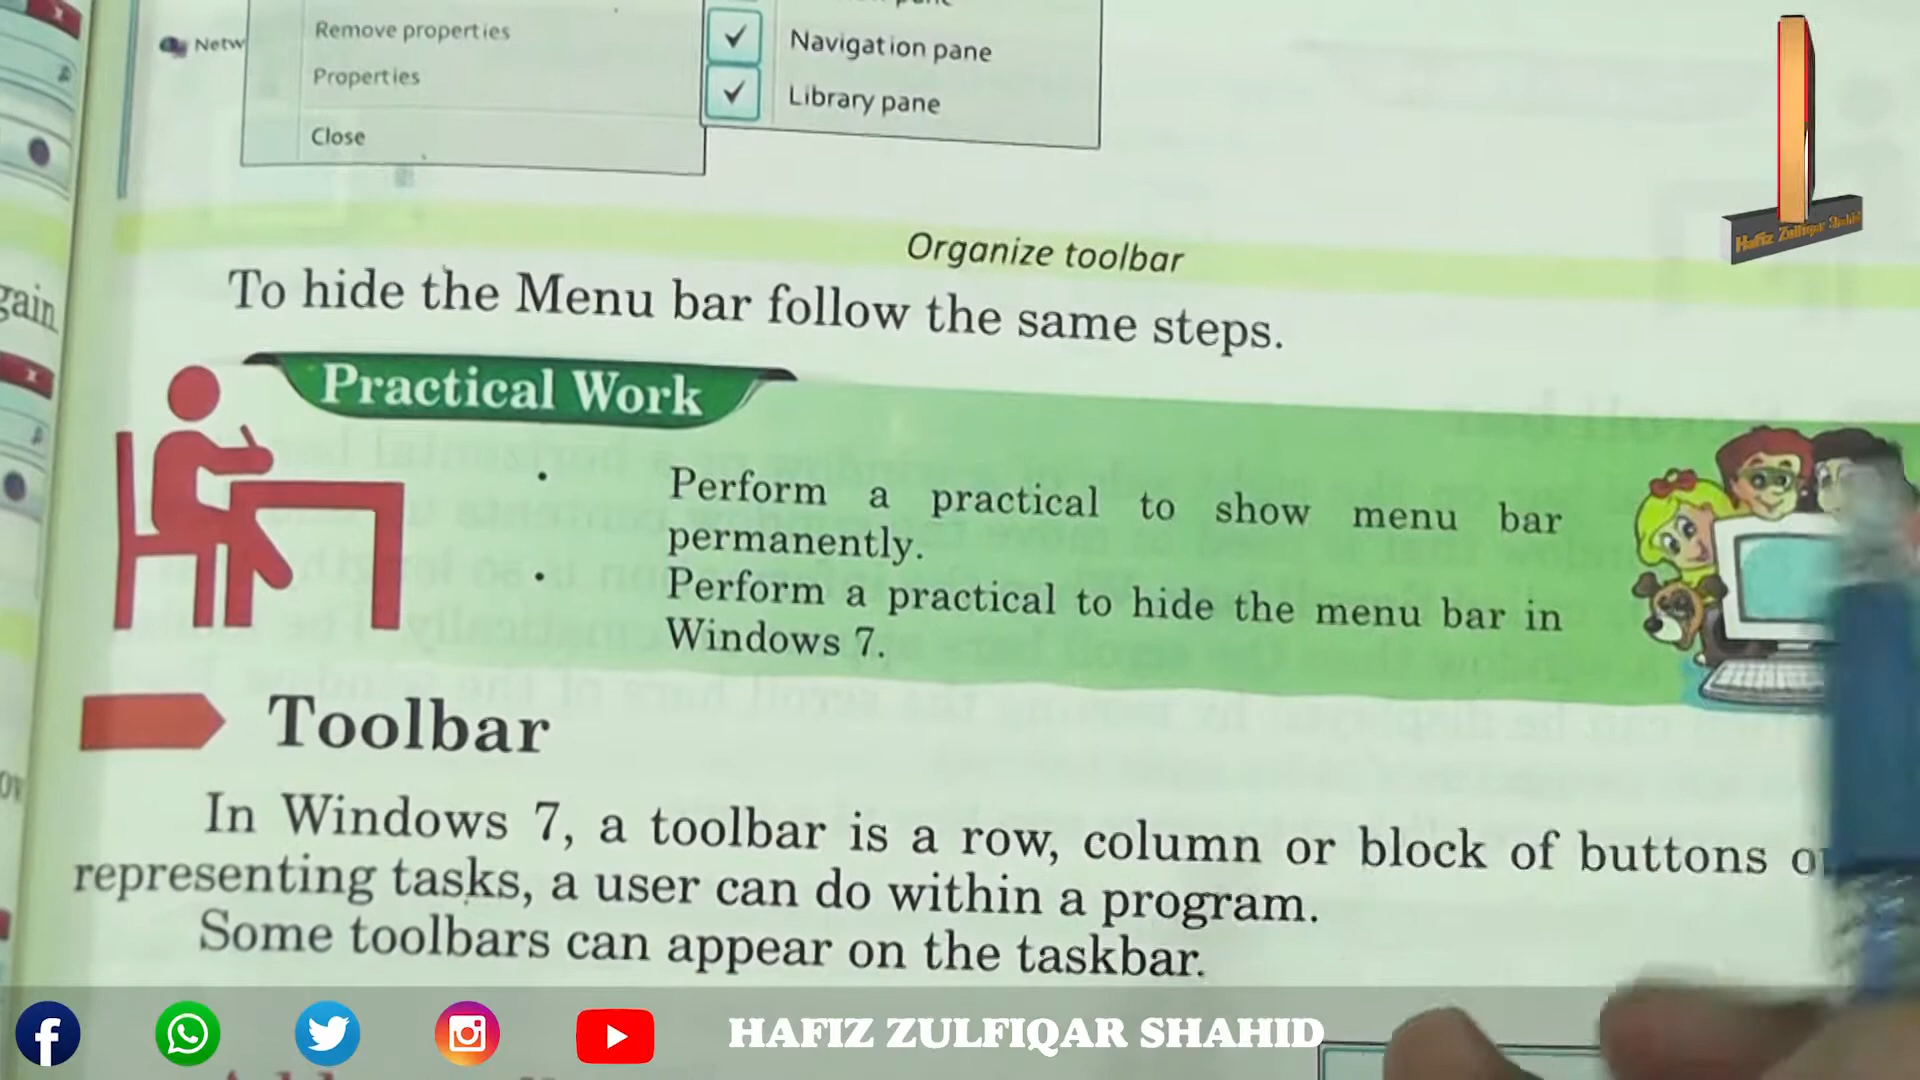 Remove properties
Netw
Navigation pane
Properties
Library pane
Close
Hafiz Zulfiqar Shahid
Organize toolbar
gain
To hide the Menu bar follow the same steps.
Practical Work
• Perform a practical to show menu bar
permanently.
• Perform a practical to hide the menu bar in
Windows 7.
Toolbar
In Windows 7, a toolbar is a row, column or block of buttons
representing tasks, a user can do within a program.
Some toolbars can appear on the taskbar.
HAFIZ ZULFIQAR SHAHID